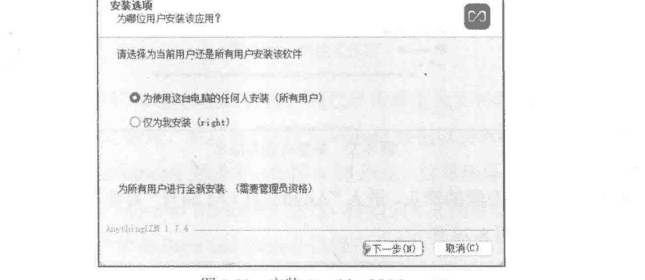 安装选项
为哪位用户安装该应用？
请选择为当前用户还是所有用户安装该软件
为使用这台电脑的任何人安装（所有用户）
仅为我安装（right）
为所有用户进行全新安装.（需要管理员资格）
AnythingLLM 1.7.4
下一步(N)
取消(C)